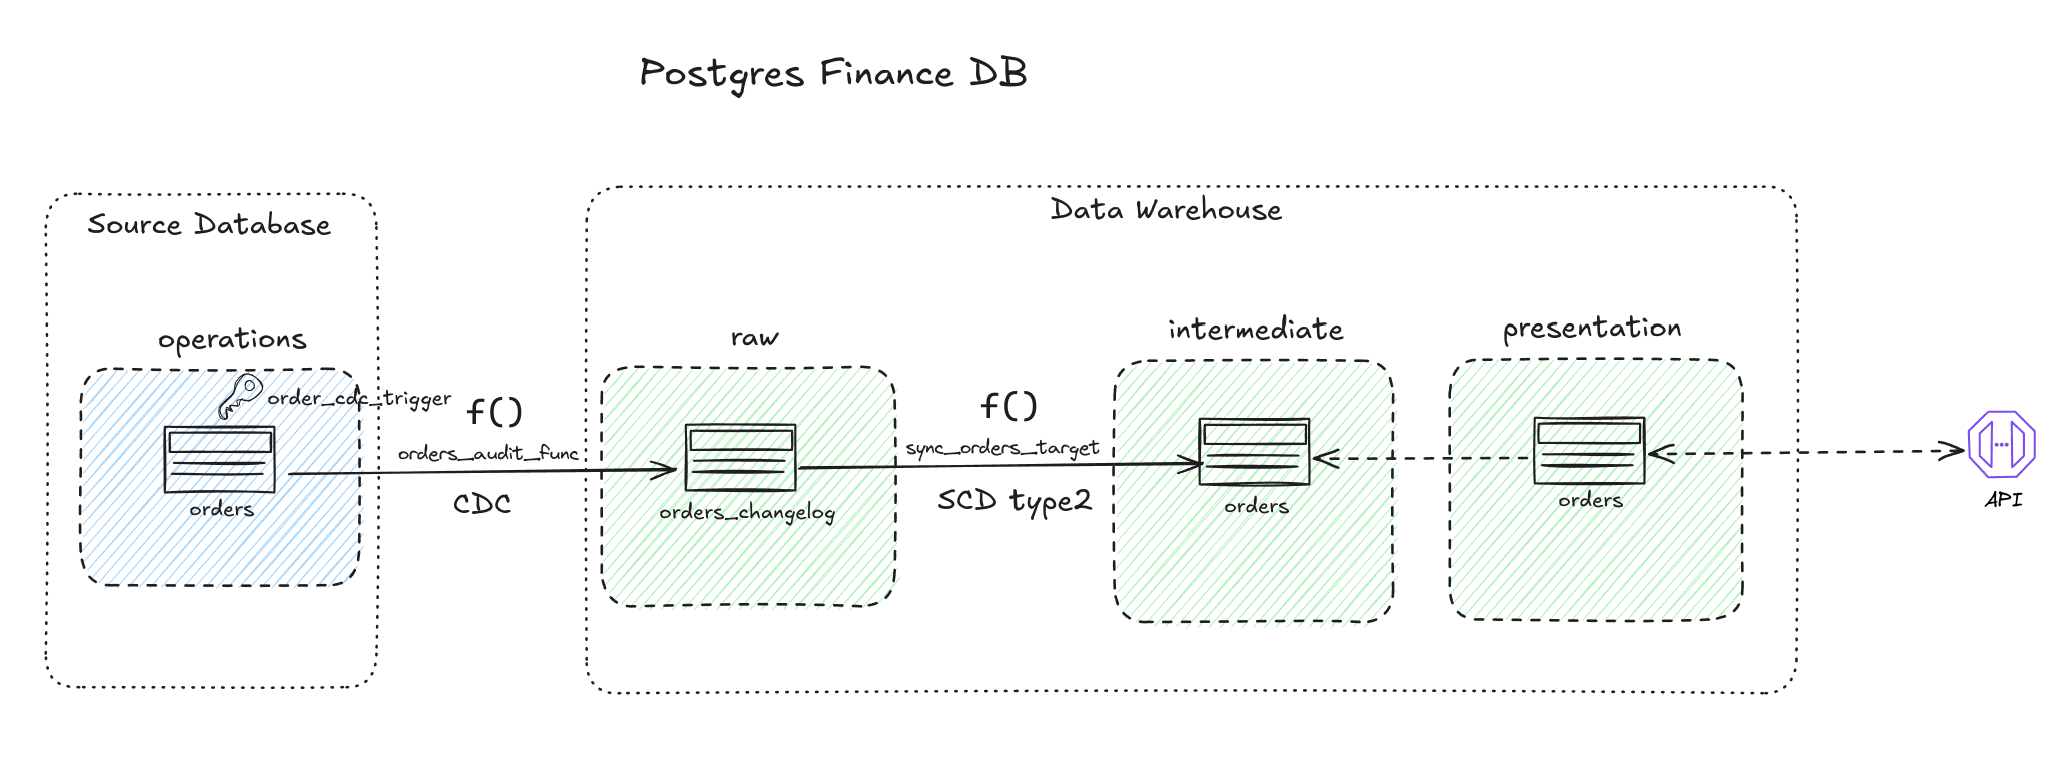 Postgres Finance DB
Source Database
Data Warehouse
operations
raw
intermediate
presentation
order_cdc_trigger
f()
f()
orders_audit_func
sync_orders_target
CDC
SCD type2
orders
orders_changelog
orders
orders
API